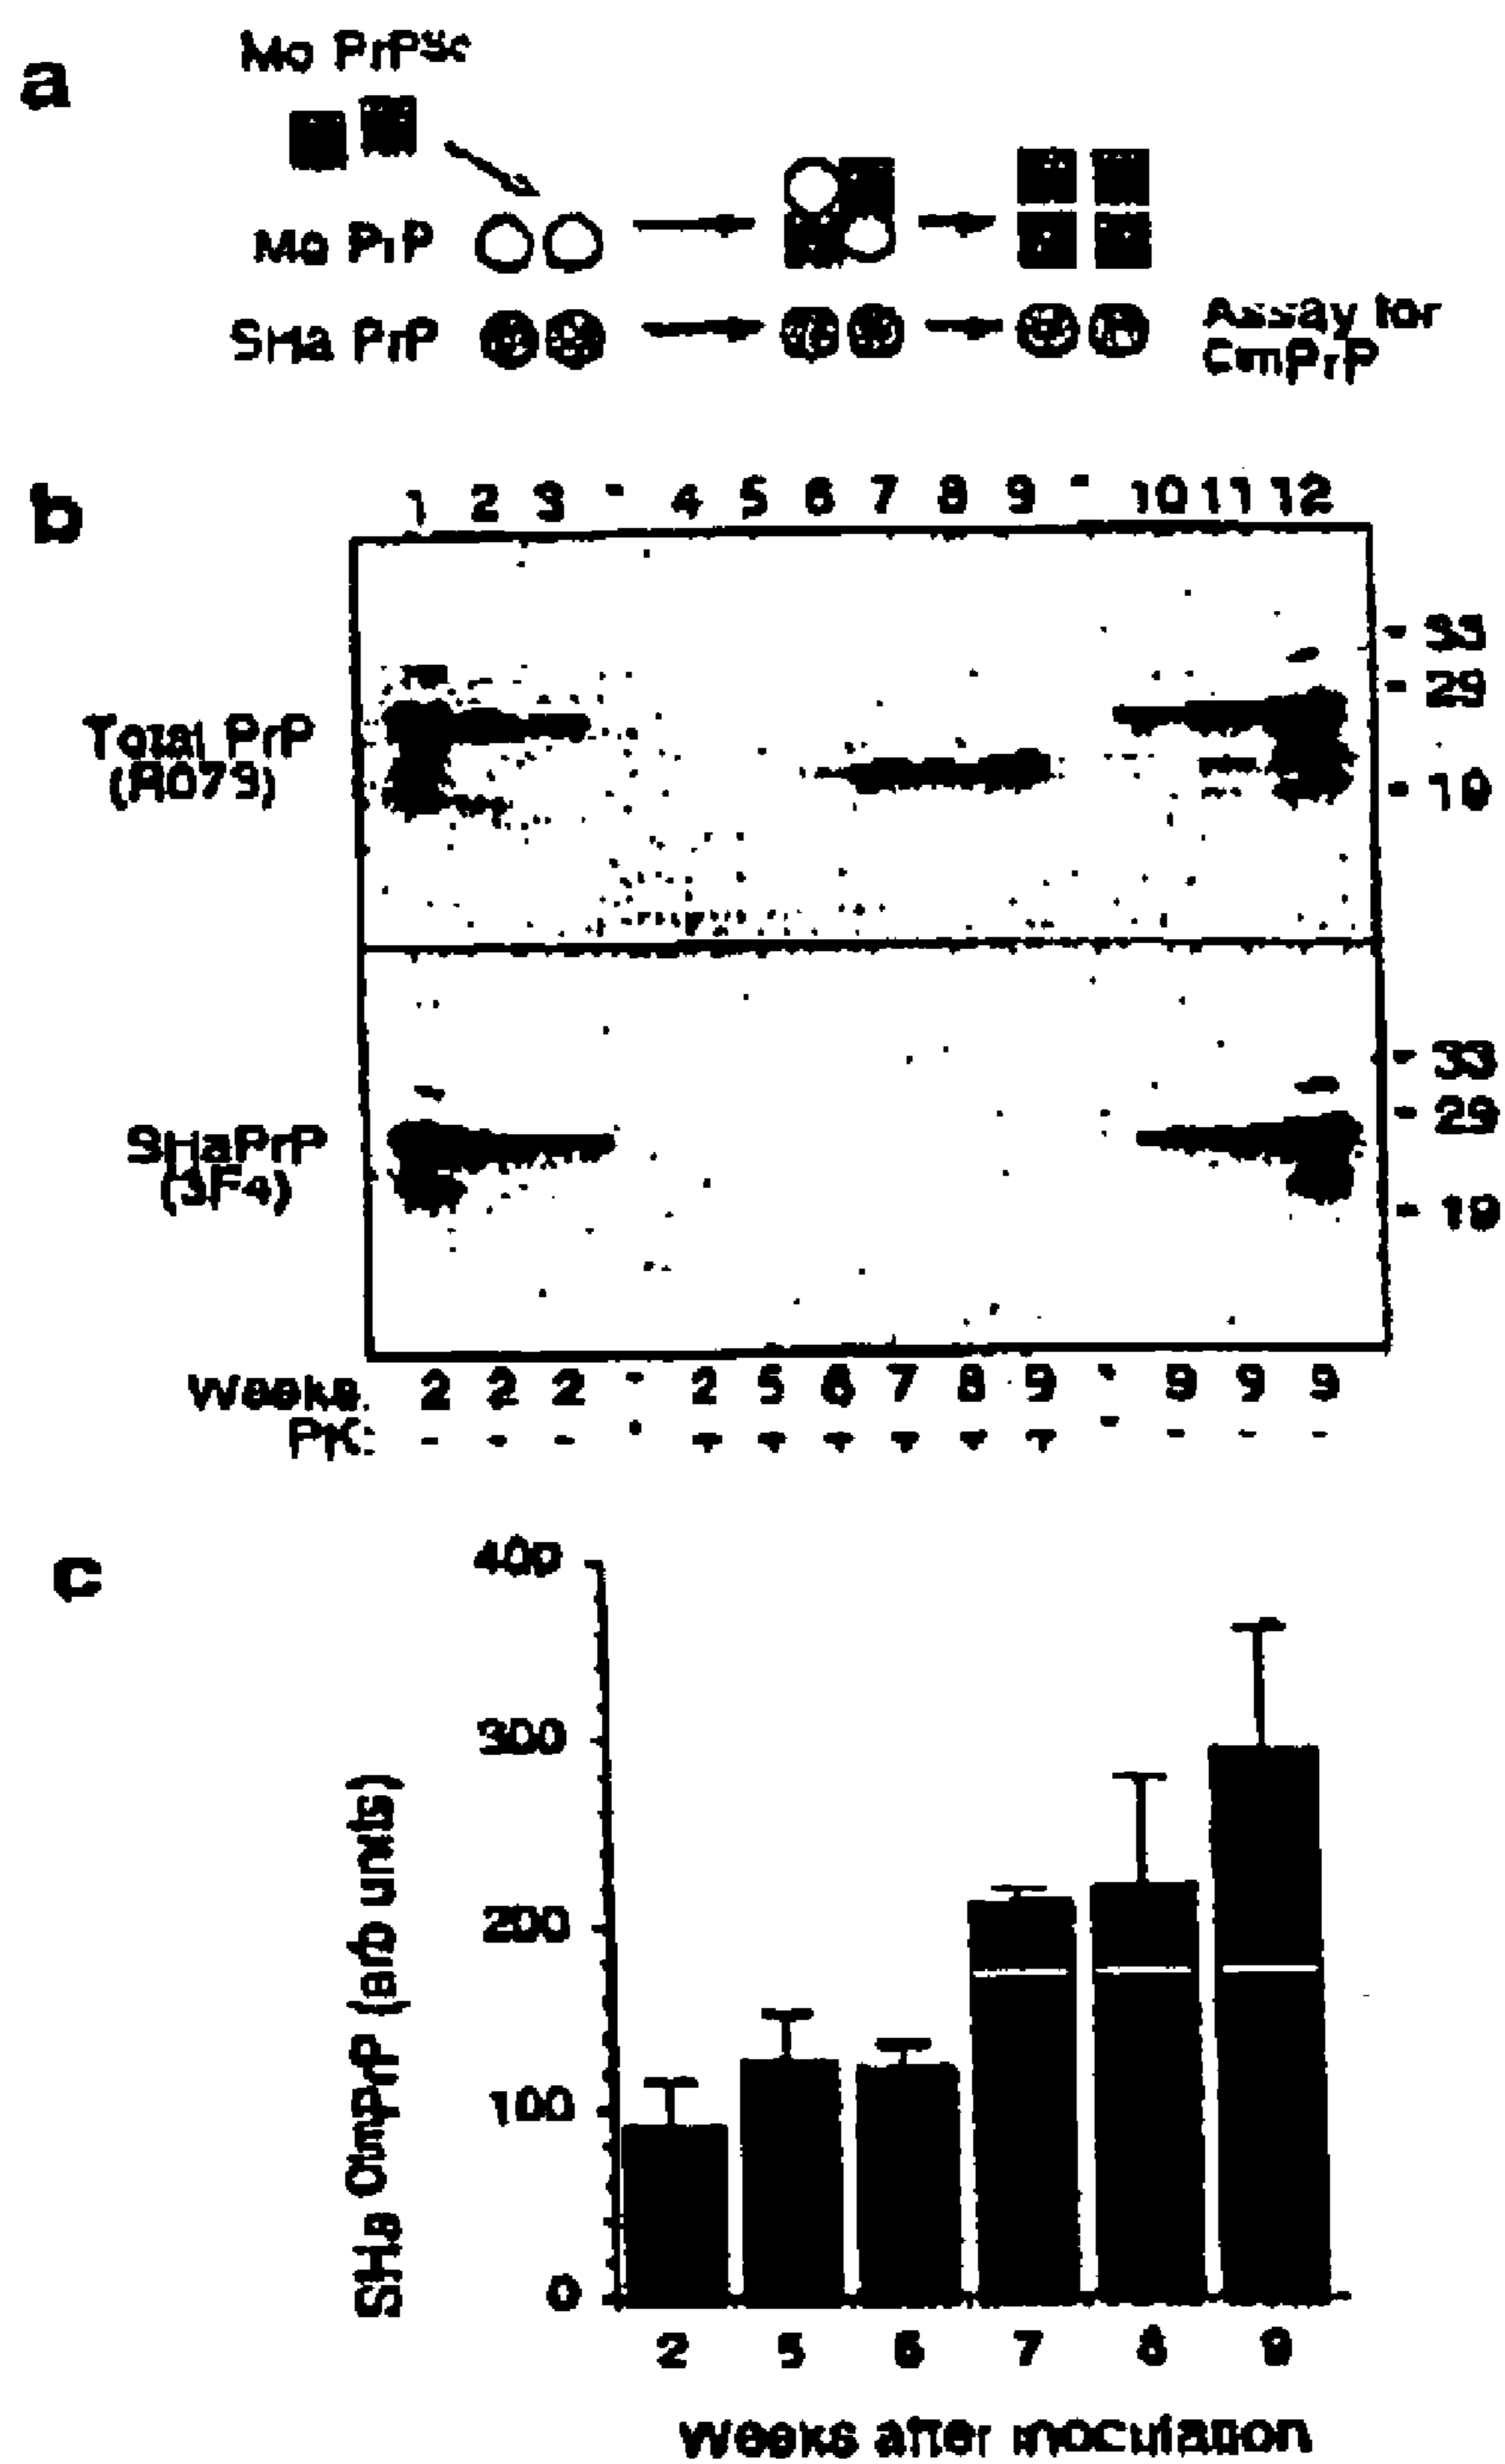 a
Mo PrPSc
Mo PrP
SHa PrP
Assay for
CtmPrP
b
1 2 3 - 4 5 6 7 8 9 - 10 11 12
33
29
19
Total PrP
(R073)
33
29
19
SHaPrP
(3F4)
Weeks: 2 2 2 - 2 5 6 7 8 9 - 9 9 9
PK: - - - - + + + + + + - - - -
c
400
300
200
100
0
SHa CtmPrP (arb units)
2 5 6 7 8 9
weeks after inoculation